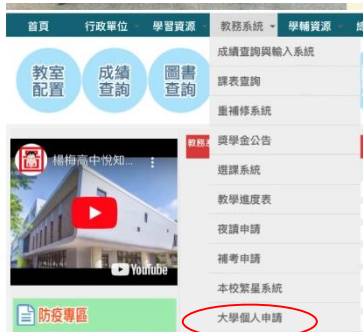 首頁 行政單位 學習資源 教務系統 學輔資源
成績查詢與輸入系統
教室配置
成績查詢
圖書查詢
課表查詢
重補修系統
獎學金公告
選課系統
教學進度表
夜讀申請
補考申請
本校繁星系統
大學個人申請
楊梅高中悅知...
YouTube
防疫專區